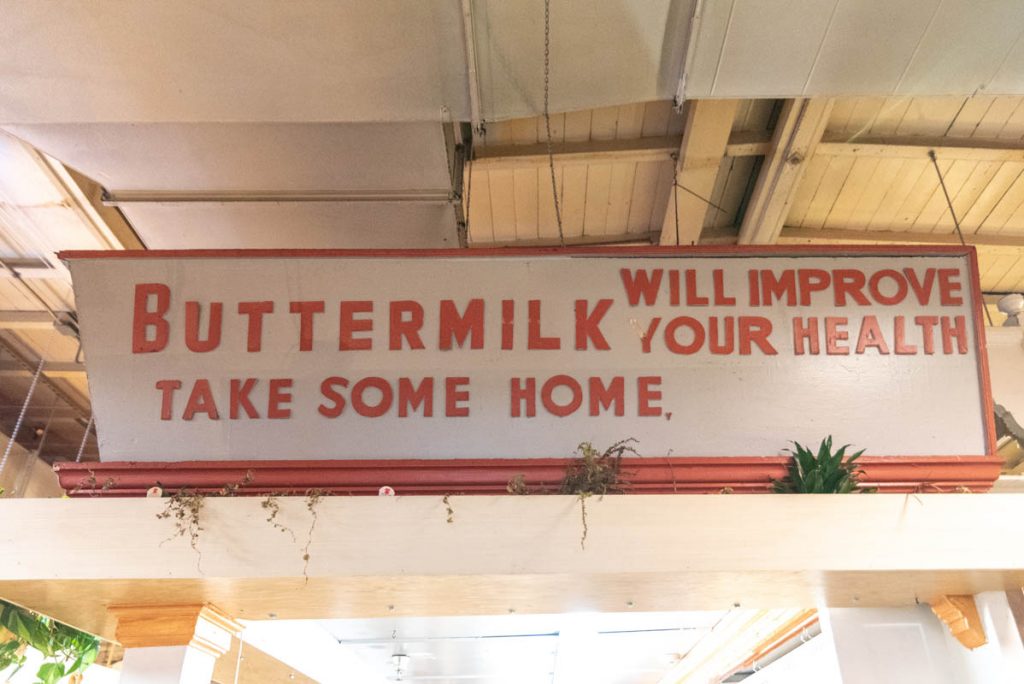 BUTTERMILK WILL IMPROVE
YOUR HEALTH
TAKE SOME HOME,